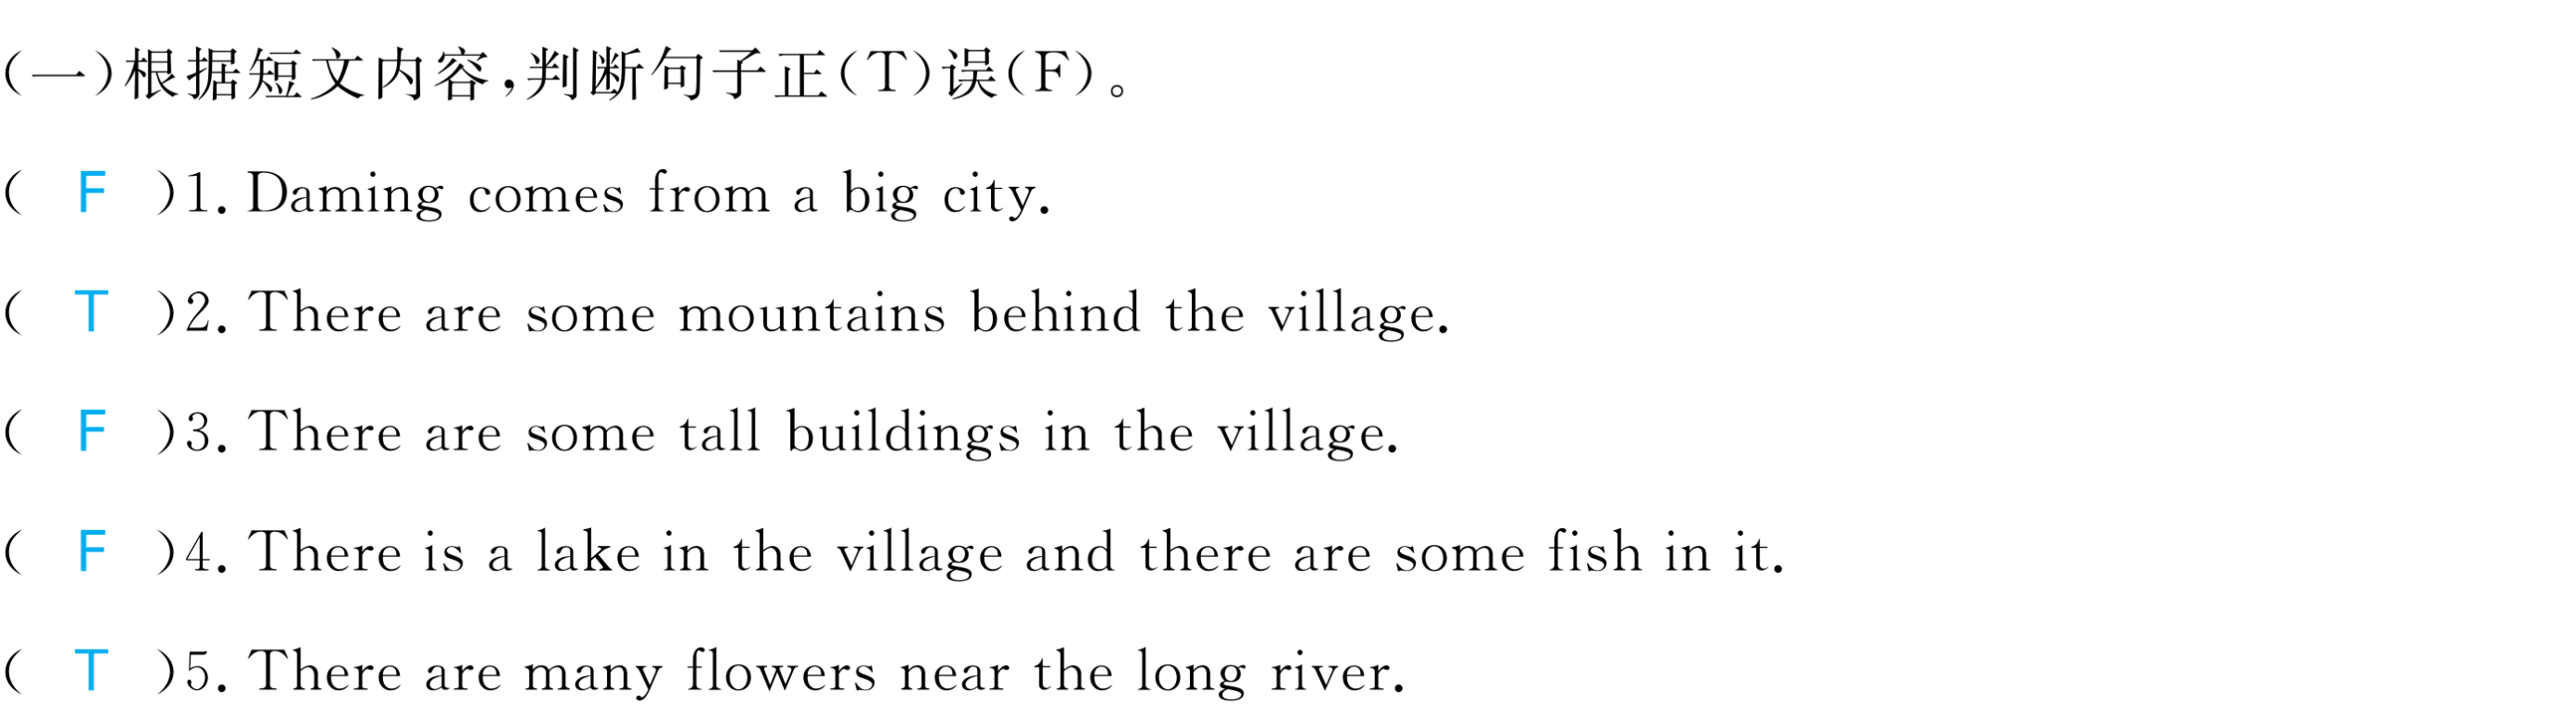 (一)根据短文内容,判断句子正(T)误(F)。
( F )1. Daming comes from a big city.
( T )2. There are some mountains behind the village.
( F )3. There are some tall buildings in the village.
( F )4. There is a lake in the village and there are some fish in it.
( T )5. There are many flowers near the long river.